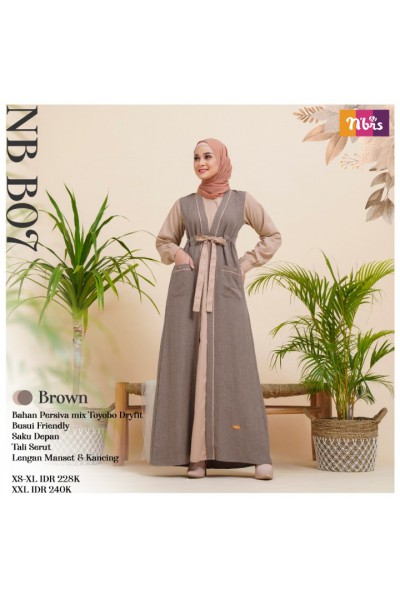 Nbrs
NB B07
Brown
Bahan Persiva mix Toyobo Dryfit
Busui Friendly
Saku Depan
Tali Serut
Lengan Manset & Kancing
XS-XL IDR 228K
XXL IDR 240K